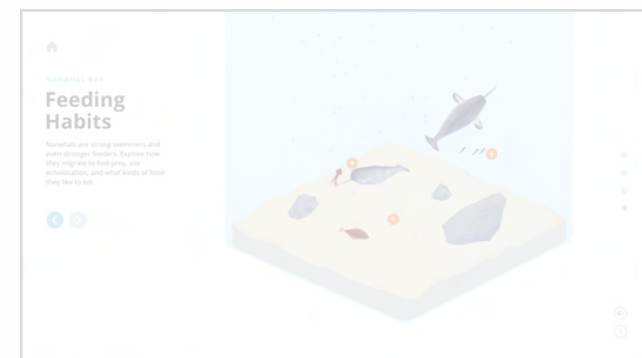 NARWHAL BOD
Feeding
Habits
Narwhals are strong swimmers and
even stronger feeders. Explore how
they migrate to find prey, use
echolocation, and what kinds of food
they like to eat.